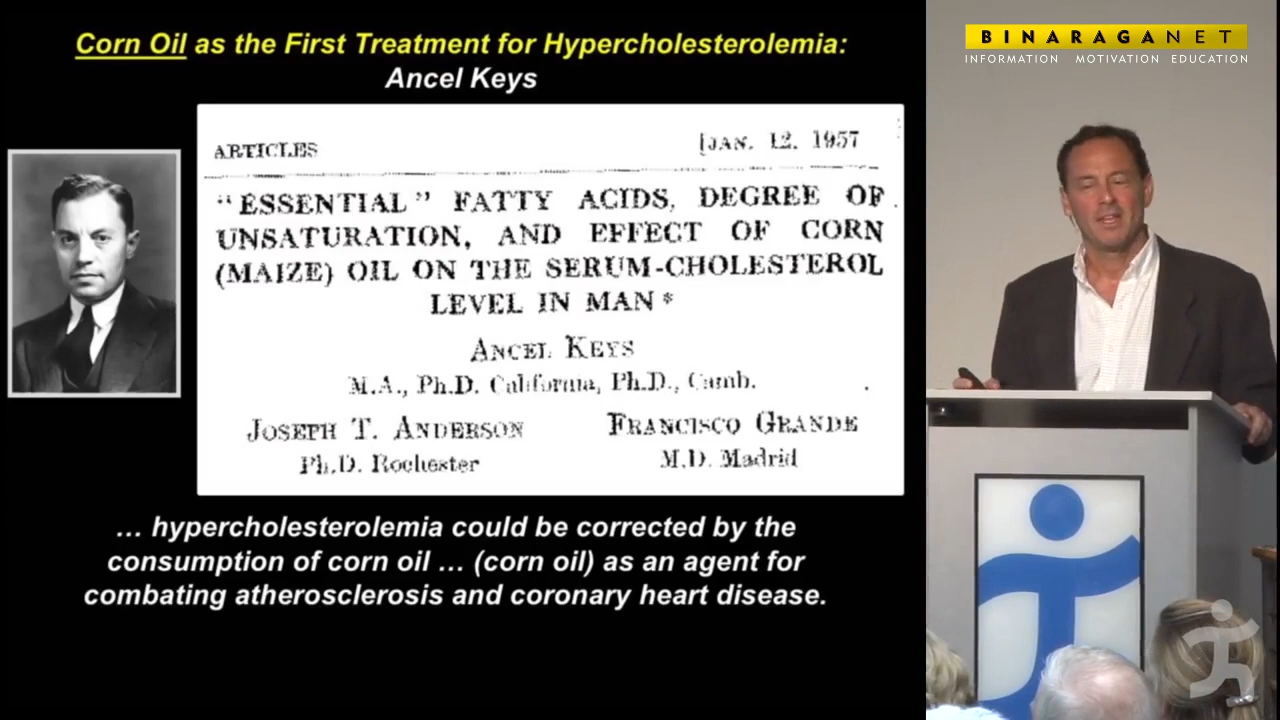 Corn Oil as the First Treatment for Hypercholesterolemia:
Ancel Keys
ARTICLES [JAN. 12, 1957
"ESSENTIAL" FATTY ACIDS, DEGREE OF
UNSATURATION, AND EFFECT OF CORN
(MAIZE) OIL ON THE SERUM-CHOLESTEROL
LEVEL IN MAN *
ANCEL KEYS
M.A., Ph.D. California, Ph.D., Camb.
JOSEPH T. ANDERSON FRANCISCO GRANDE
Ph.D. Rochester M.D. Madrid
... hypercholesterolemia could be corrected by the
consumption of corn oil ... (corn oil) as an agent for
combating atherosclerosis and coronary heart disease.
BINARAGANET
INFORMATION MOTIVATION EDUCATION